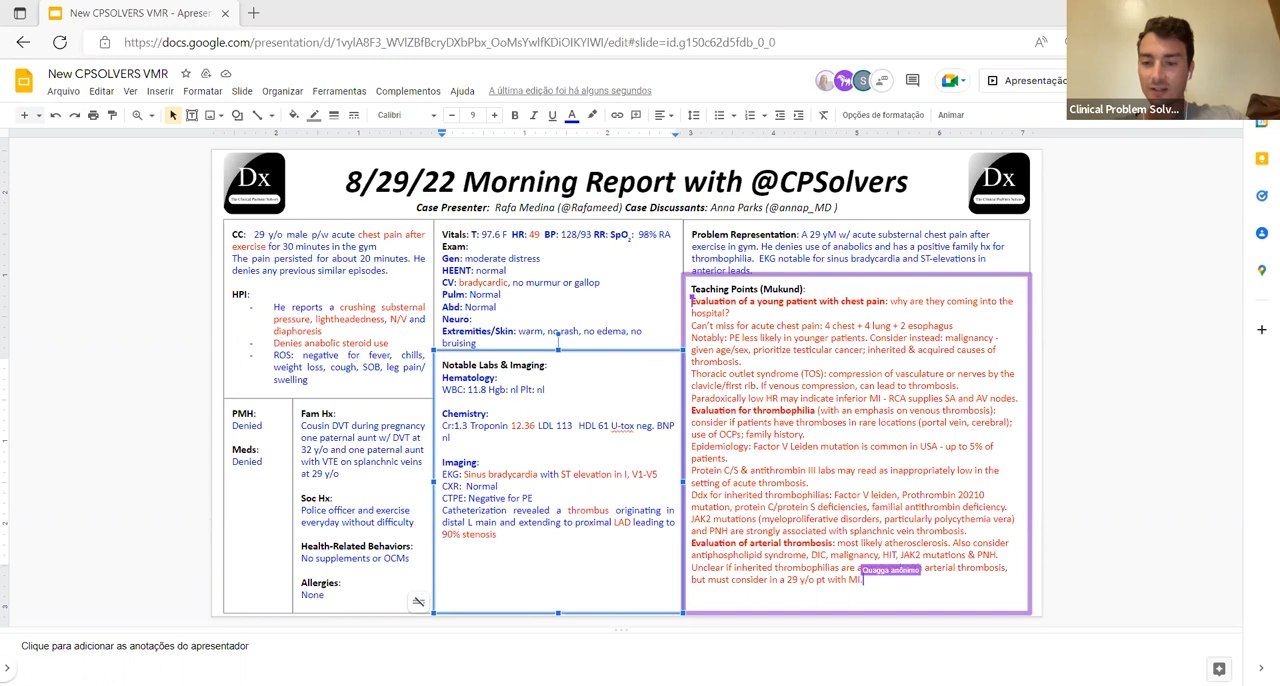 New CPSOLVERS VMR - Apresen
https://docs.google.com/presentation/d/1vylA8F3_WVlZBfBcryDXbPbx_OoMsYwlfKDiOIKYIWI/edit#slide=id.g150c62d5fdb_0_0
New CPSOLVERS VMR
Arquivo Editar Ver Inserir Formatar Slide Organizar Ferramentas Complementos Ajuda A última edição foi há alguns segundos
S
Apresentação
Clinical Problem Solv...
Calibri 9 Opções de formatação Animar
Dx
The Clinical Problem Solvers
8/29/22 Morning Report with @CPSolvers
Case Presenter: Rafa Medina (@Rafameed) Case Discussants: Anna Parks (@annap_MD )
Dx
The Clinical Problem Solvers
CC: 29 y/o male p/w acute chest pain after
exercise for 30 minutes in the gym
The pain persisted for about 20 minutes. He
denies any previous similar episodes.
HPI:
- He reports a crushing substernal
pressure, lightheadedness, N/V and
diaphoresis
- Denies anabolic steroid use
- ROS: negative for fever, chills,
weight loss, cough, SOB, leg pain/
swelling
PMH:
Denied
Meds:
Denied
Fam Hx:
Cousin DVT during pregnancy
one paternal aunt w/ DVT at
32 y/o and one paternal aunt
with VTE on splanchnic veins
at 29 y/o
Soc Hx:
Police officer and exercise
everyday without difficulty
Health-Related Behaviors:
No supplements or OCMs
Allergies:
None
Vitals: T: 97.6 F HR: 49 BP: 128/93 RR: SpO2: 98% RA
Exam:
Gen: moderate distress
HEENT: normal
CV: bradycardic, no murmur or gallop
Pulm: Normal
Abd: Normal
Neuro:
Extremities/Skin: warm, no rash, no edema, no
bruising
Notable Labs & Imaging:
Hematology:
WBC: 11.8 Hgb: nl Plt: nl
Chemistry:
Cr:1.3 Troponin 12.36 LDL 113 HDL 61 U-tox neg. BNP
nl
Imaging:
EKG: Sinus bradycardia with ST elevation in I, V1-V5
CXR: Normal
CTPE: Negative for PE
Catheterization revealed a thrombus originating in
distal L main and extending to proximal LAD leading to
90% stenosis
Problem Representation: A 29 yM w/ acute substernal chest pain after
exercise in gym. He denies use of anabolics and has a positive family hx for
thrombophilia. EKG notable for sinus bradycardia and ST-elevations in
anterior leads.
Teaching Points (Mukund):
Evaluation of a young patient with chest pain: why are they coming into the
hospital?
Can't miss for acute chest pain: 4 chest + 4 lung + 2 esophagus
Notably: PE less likely in younger patients. Consider instead: malignancy -
given age/sex, prioritize testicular cancer; inherited & acquired causes of
thrombosis.
Thoracic outlet syndrome (TOS): compression of vasculature or nerves by the
clavicle/first rib. If venous compression, can lead to thrombosis.
Paradoxically low HR may indicate inferior MI - RCA supplies SA and AV nodes.
Evaluation for thrombophilia (with an emphasis on venous thrombosis):
consider if patients have thromboses in rare locations (portal vein, cerebral);
use of OCPs; family history.
Epidemiology: Factor V Leiden mutation is common in USA - up to 5% of
patients.
Protein C/S & antithrombin III labs may read as inappropriately low in the
setting of acute thrombosis.
Ddx for inherited thrombophilias: Factor V leiden, Prothrombin 20210
mutation, protein C/protein S deficiencies, familial antithrombin deficiency.
JAK2 mutations (myeloproliferative disorders, particularly polycythemia vera)
and PNH are strongly associated with splanchnic vein thrombosis.
Evaluation of arterial thrombosis: most likely atherosclerosis. Also consider
antiphospholipid syndrome, DIC, malignancy, HIT, JAK2 mutations & PNH.
Unclear if inherited thrombophilias are arterial thrombosis,
Quagga anônimo
but must consider in a 29 y/o pt with MI.
Clique para adicionar as anotações do apresentador